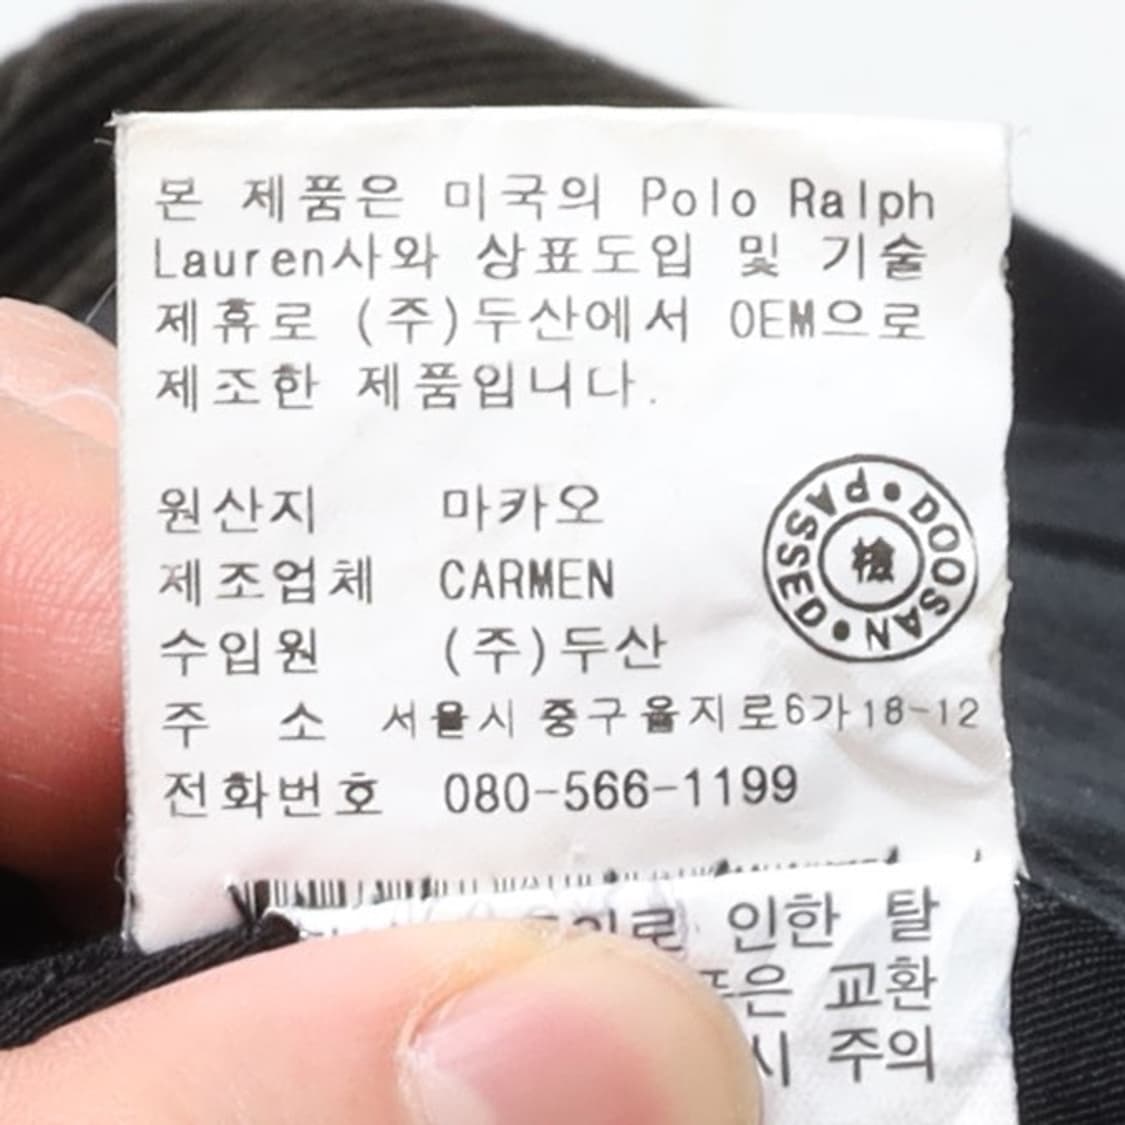 본 제품은 미국의 Polo Ralph
Lauren사와 상표도입 및 기술
제휴로 (주)두산에서 OEM으로
제조한 제품입니다.
원산지 마카오
제조업체 CARMEN
수입원 (주)두산
주 소 서울시 중구 을지로6가18-12
전화번호 080-566-1199
DOOSAN PASSED
檢
인한 탈
교환
주의